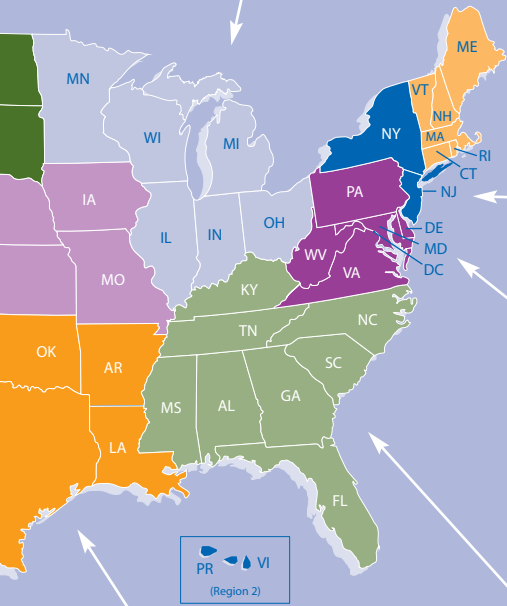 ME
MN
VT
NH
NY
MA
WI
MI
RI
CT
PA
NJ
IA
OH
DE
IL
IN
MD
WV
DC
VA
MO
KY
NC
TN
OK
SC
AR
GA
MS
AL
LA
FL
PR
VI
(Region 2)